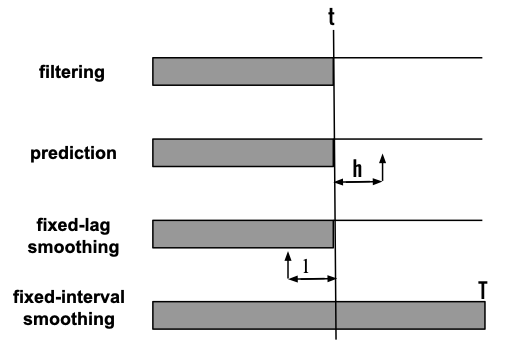 t
filtering
prediction
h
fixed-lag
smoothing
l
fixed-interval
smoothing
T